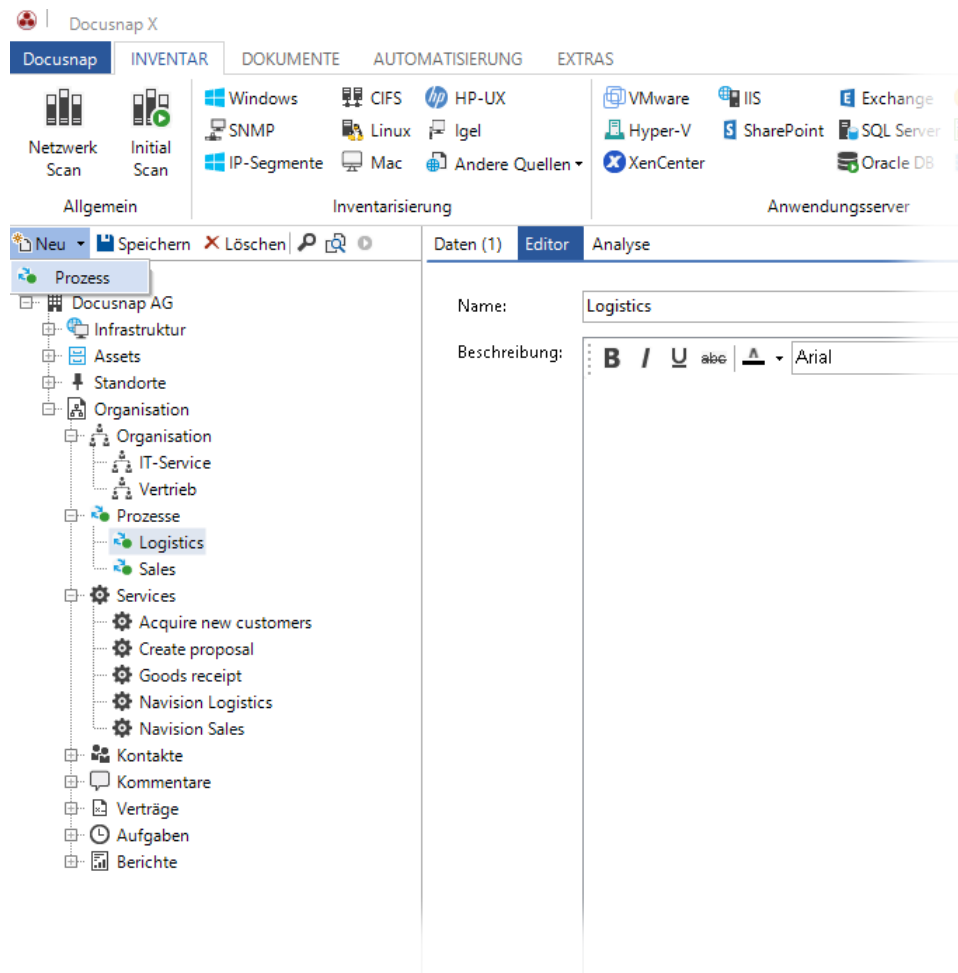 Docusnap X
Docusnap INVENTAR DOKUMENTE AUTOMATISIERUNG EXTRAS
Windows CIFS HP-UX VMware IIS Exchange
SNMP Linux Igel Hyper-V SharePoint SQL Server
Netzwerk Scan Initial Scan IP-Segmente Mac Andere Quellen XenCenter Oracle DB
Allgemein Inventarisierung Anwendungsserver
Neu Speichern Löschen Daten (1) Editor Analyse
Prozess
Docusnap AG
Name: Logistics
Infrastruktur
Assets
Beschreibung: B I U abc A Arial
Standorte
Organisation
Organisation
IT-Service
Vertrieb
Prozesse
Logistics
Sales
Services
Acquire new customers
Create proposal
Goods receipt
Navision Logistics
Navision Sales
Kontakte
Kommentare
Verträge
Aufgaben
Berichte